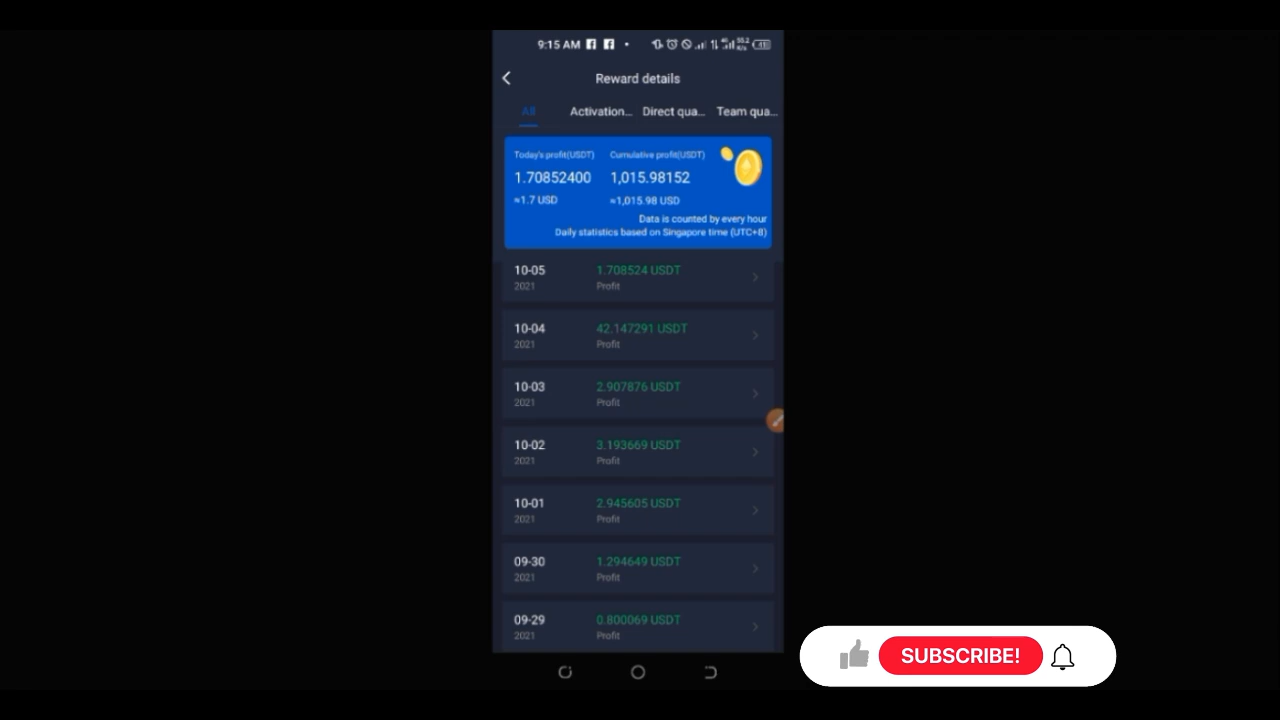 9:15 AM
Reward details
All Activation... Direct qua... Team qua...
Today's profit(USDT) Cumulative profit(USDT)
1.70852400 1,015.98152
≈1.7 USD ≈1,015.98 USD
Data is counted by every hour
Daily statistics based on Singapore time (UTC+8)
10-05 1.708524 USDT
2021 Profit
10-04 42.147291 USDT
2021 Profit
10-03 2.907876 USDT
2021 Profit
10-02 3.193669 USDT
2021 Profit
10-01 2.945605 USDT
2021 Profit
09-30 1.294649 USDT
2021 Profit
09-29 0.800069 USDT
2021 Profit
SUBSCRIBE!